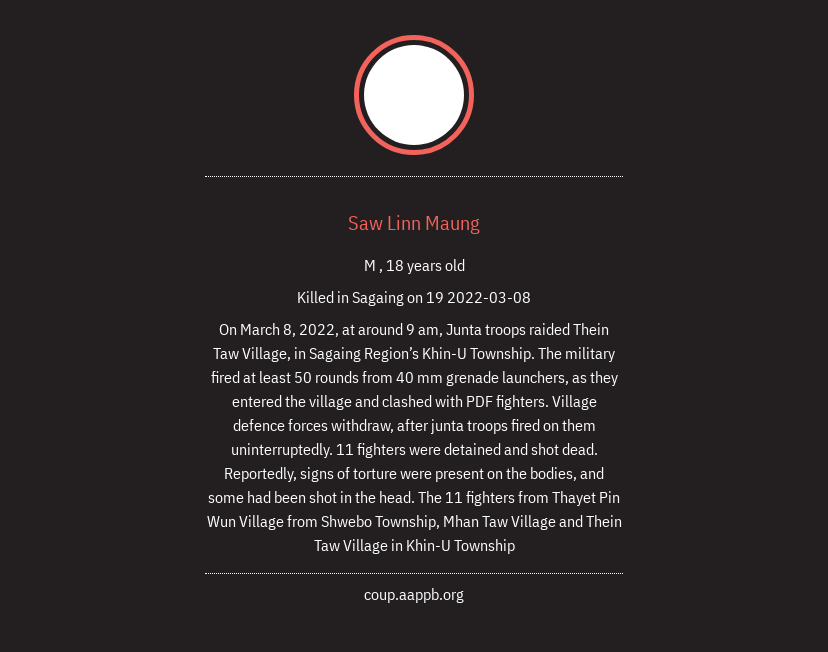 Saw Linn Maung
M , 18 years old
Killed in Sagaing on 19 2022-03-08
On March 8, 2022, at around 9 am, Junta troops raided Thein
Taw Village, in Sagaing Region’s Khin-U Township. The military
fired at least 50 rounds from 40 mm grenade launchers, as they
entered the village and clashed with PDF fighters. Village
defence forces withdraw, after junta troops fired on them
uninterruptedly. 11 fighters were detained and shot dead.
Reportedly, signs of torture were present on the bodies, and
some had been shot in the head. The 11 fighters from Thayet Pin
Wun Village from Shwebo Township, Mhan Taw Village and Thein
Taw Village in Khin-U Township
coup.aappb.org